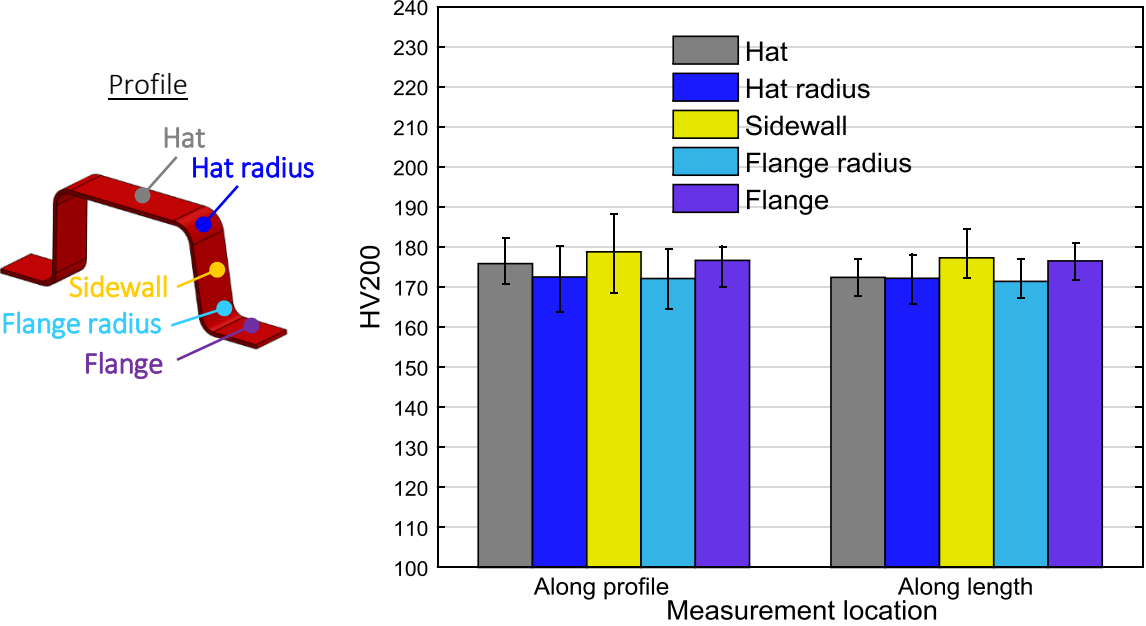 Profile
Hat
Hat radius
Sidewall
Flange radius
Flange
HV200
240
230
220
210
200
190
180
170
160
150
140
130
120
110
100
Hat
Hat radius
Sidewall
Flange radius
Flange
Along profile
Along length
Measurement location